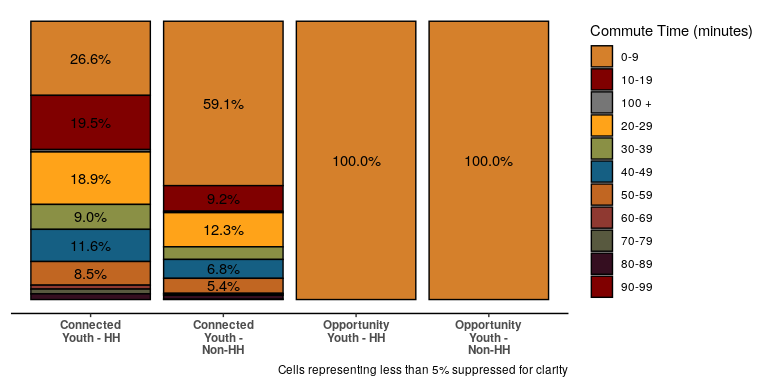 Commute Time (minutes)
0-9
10-19
100 +
20-29
30-39
40-49
50-59
60-69
70-79
80-89
90-99
26.6%
19.5%
18.9%
9.0%
11.6%
8.5%
59.1%
9.2%
12.3%
6.8%
5.4%
100.0%
100.0%
Connected
Youth - HH
Connected
Youth -
Non-HH
Opportunity
Youth - HH
Opportunity
Youth -
Non-HH
Cells representing less than 5% suppressed for clarity